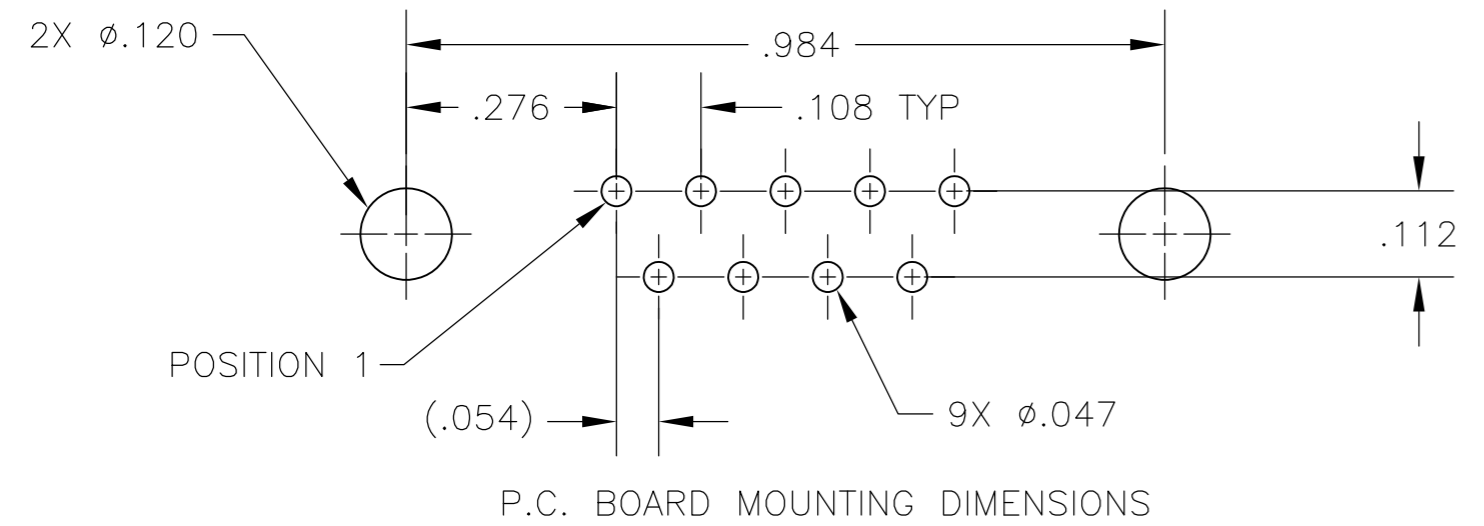 2X ø.120
.984
.276
.108 TYP
.112
POSITION 1
(.054)
9X ø.047
P.C. BOARD MOUNTING DIMENSIONS